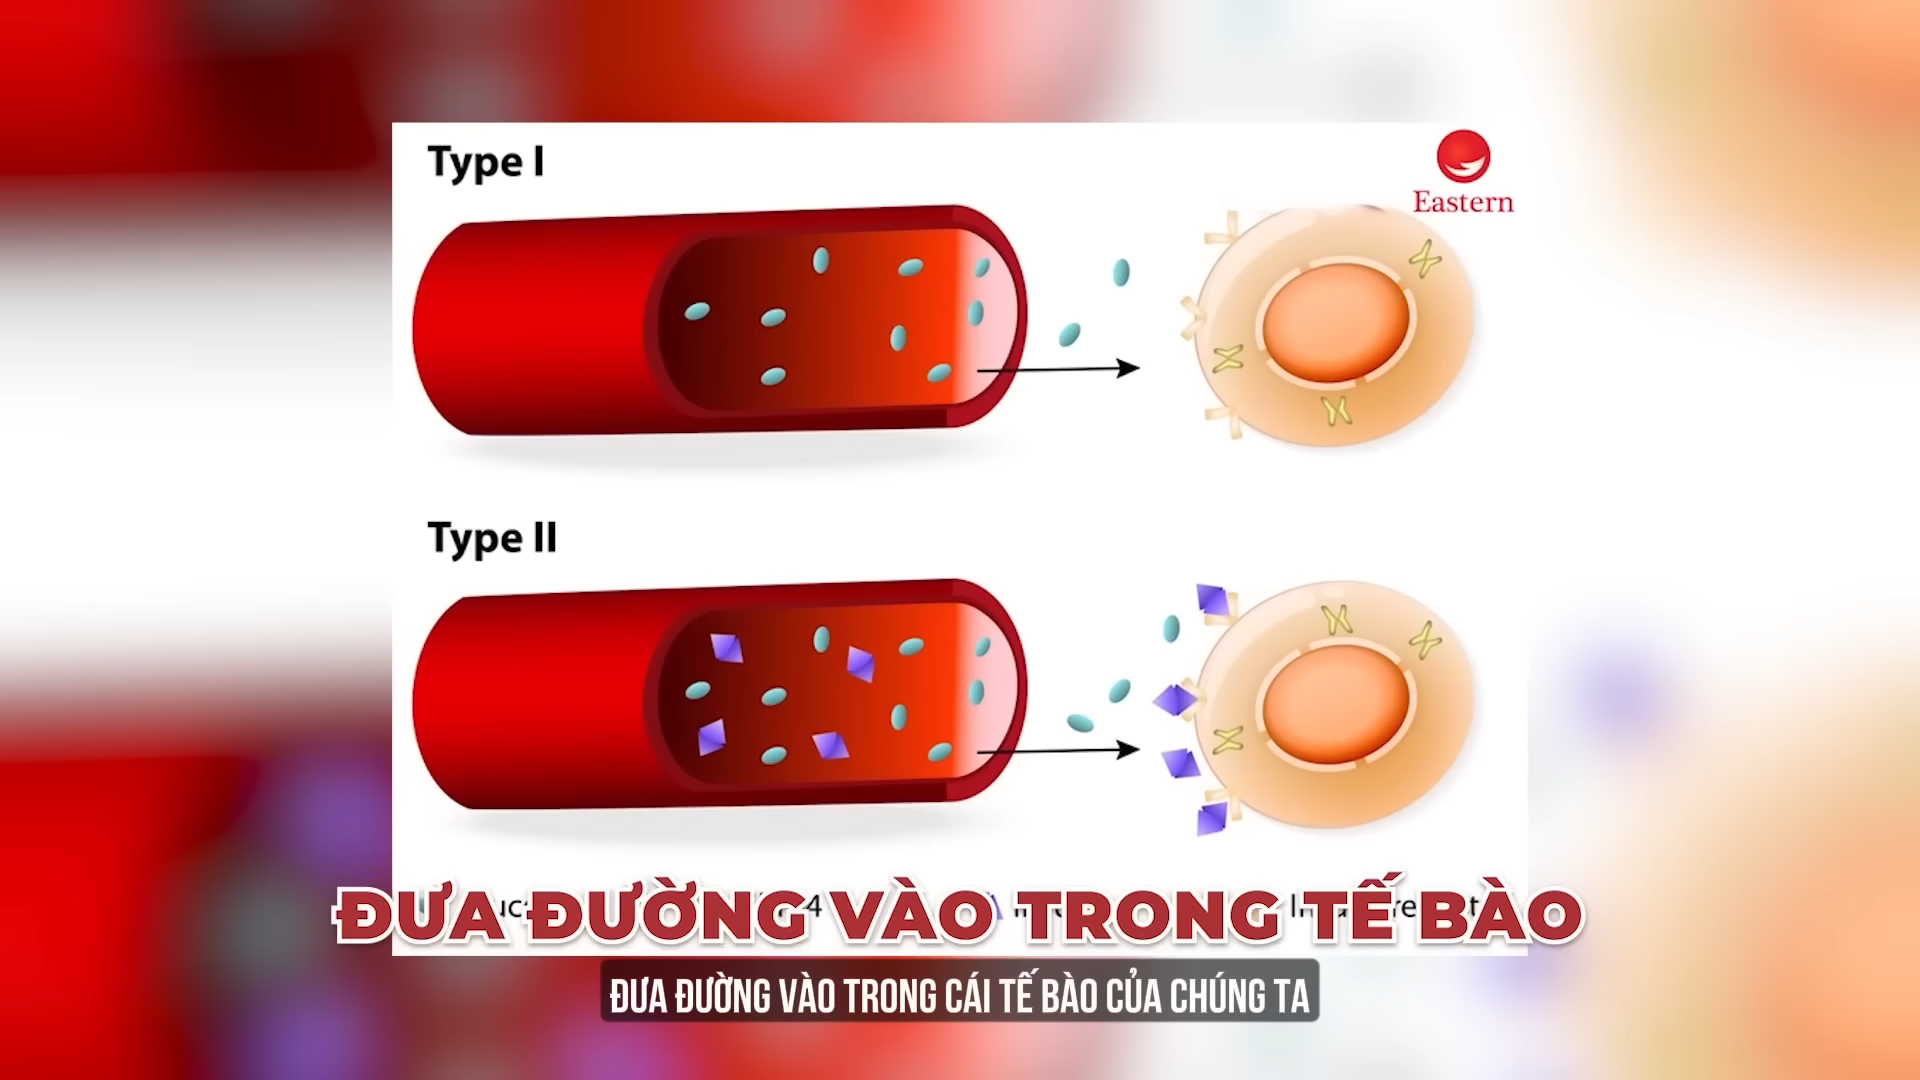 Type I
Eastern
Type II
ĐƯA ĐƯỜNG VÀO TRONG TẾ BÀO
ĐƯA ĐƯỜNG VÀO TRONG CÁI TẾ BÀO CỦA CHÚNG TA